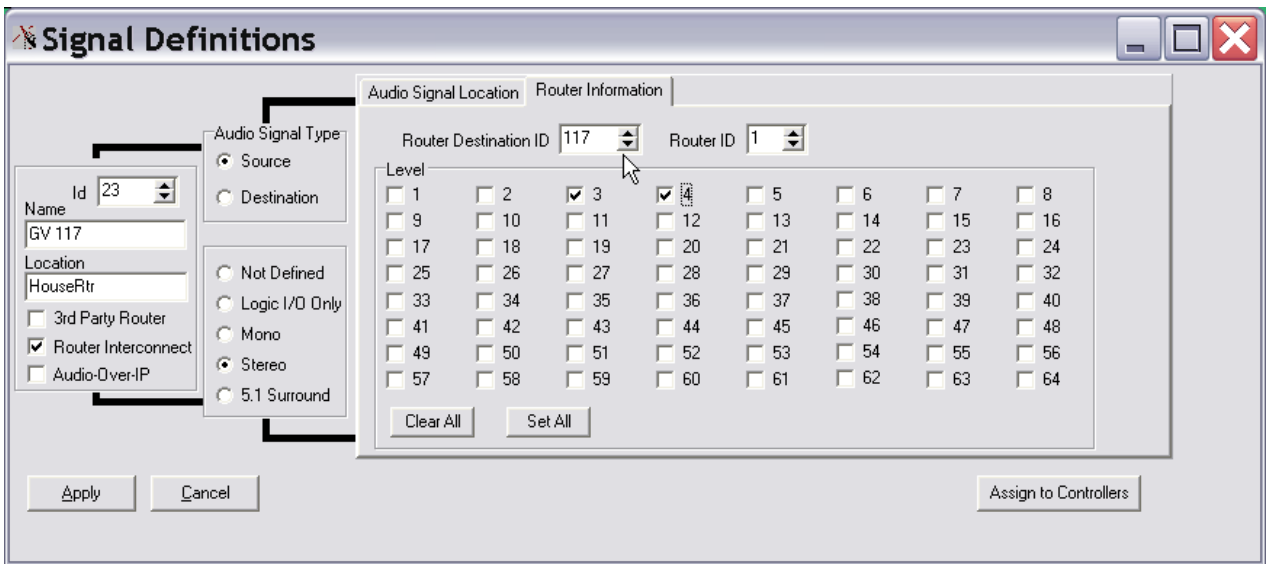 Signal Definitions
Audio Signal Location Router Information
Router Destination ID 117 Router ID 1
Audio Signal Type
Source
Destination
Id 23
Name
GV 117
Location
HouseRtr
3rd Party Router
Router Interconnect
Audio-Over-IP
Not Defined
Logic I/O Only
Mono
Stereo
5.1 Surround
Level
1 2 3 4 5 6 7 8
9 10 11 12 13 14 15 16
17 18 19 20 21 22 23 24
25 26 27 28 29 30 31 32
33 34 35 36 37 38 39 40
41 42 43 44 45 46 47 48
49 50 51 52 53 54 55 56
57 58 59 60 61 62 63 64
Clear All Set All
Apply Cancel Assign to Controllers